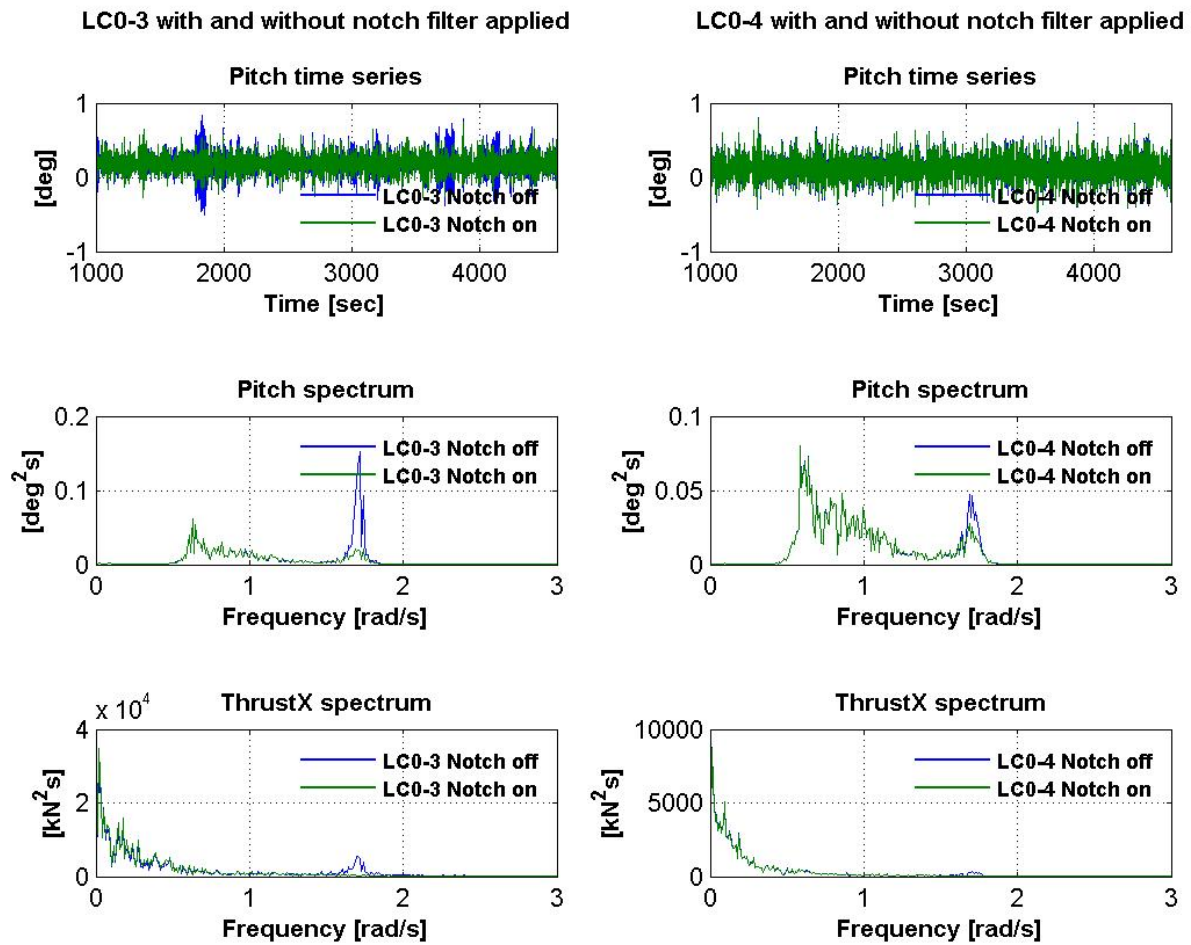 LC0-3 with and without notch filter applied
LC0-4 with and without notch filter applied
Pitch time series
1
0
-1
[deg]
LC0-3 Notch off
LC0-3 Notch on
1000 2000 3000 4000
Time [sec]
Pitch time series
1
0
-1
[deg]
LC0-4 Notch off
LC0-4 Notch on
1000 2000 3000 4000
Time [sec]
Pitch spectrum
0.2
0.1
0
[deg²s]
LC0-3 Notch off
LC0-3 Notch on
0 1 2 3
Frequency [rad/s]
Pitch spectrum
0.1
0.05
0
[deg²s]
LC0-4 Notch off
LC0-4 Notch on
0 1 2 3
Frequency [rad/s]
ThrustX spectrum
x 10⁴
4
2
0
[kN²s]
LC0-3 Notch off
LC0-3 Notch on
0 1 2 3
Frequency [rad/s]
ThrustX spectrum
10000
5000
0
[kN²s]
LC0-4 Notch off
LC0-4 Notch on
0 1 2 3
Frequency [rad/s]